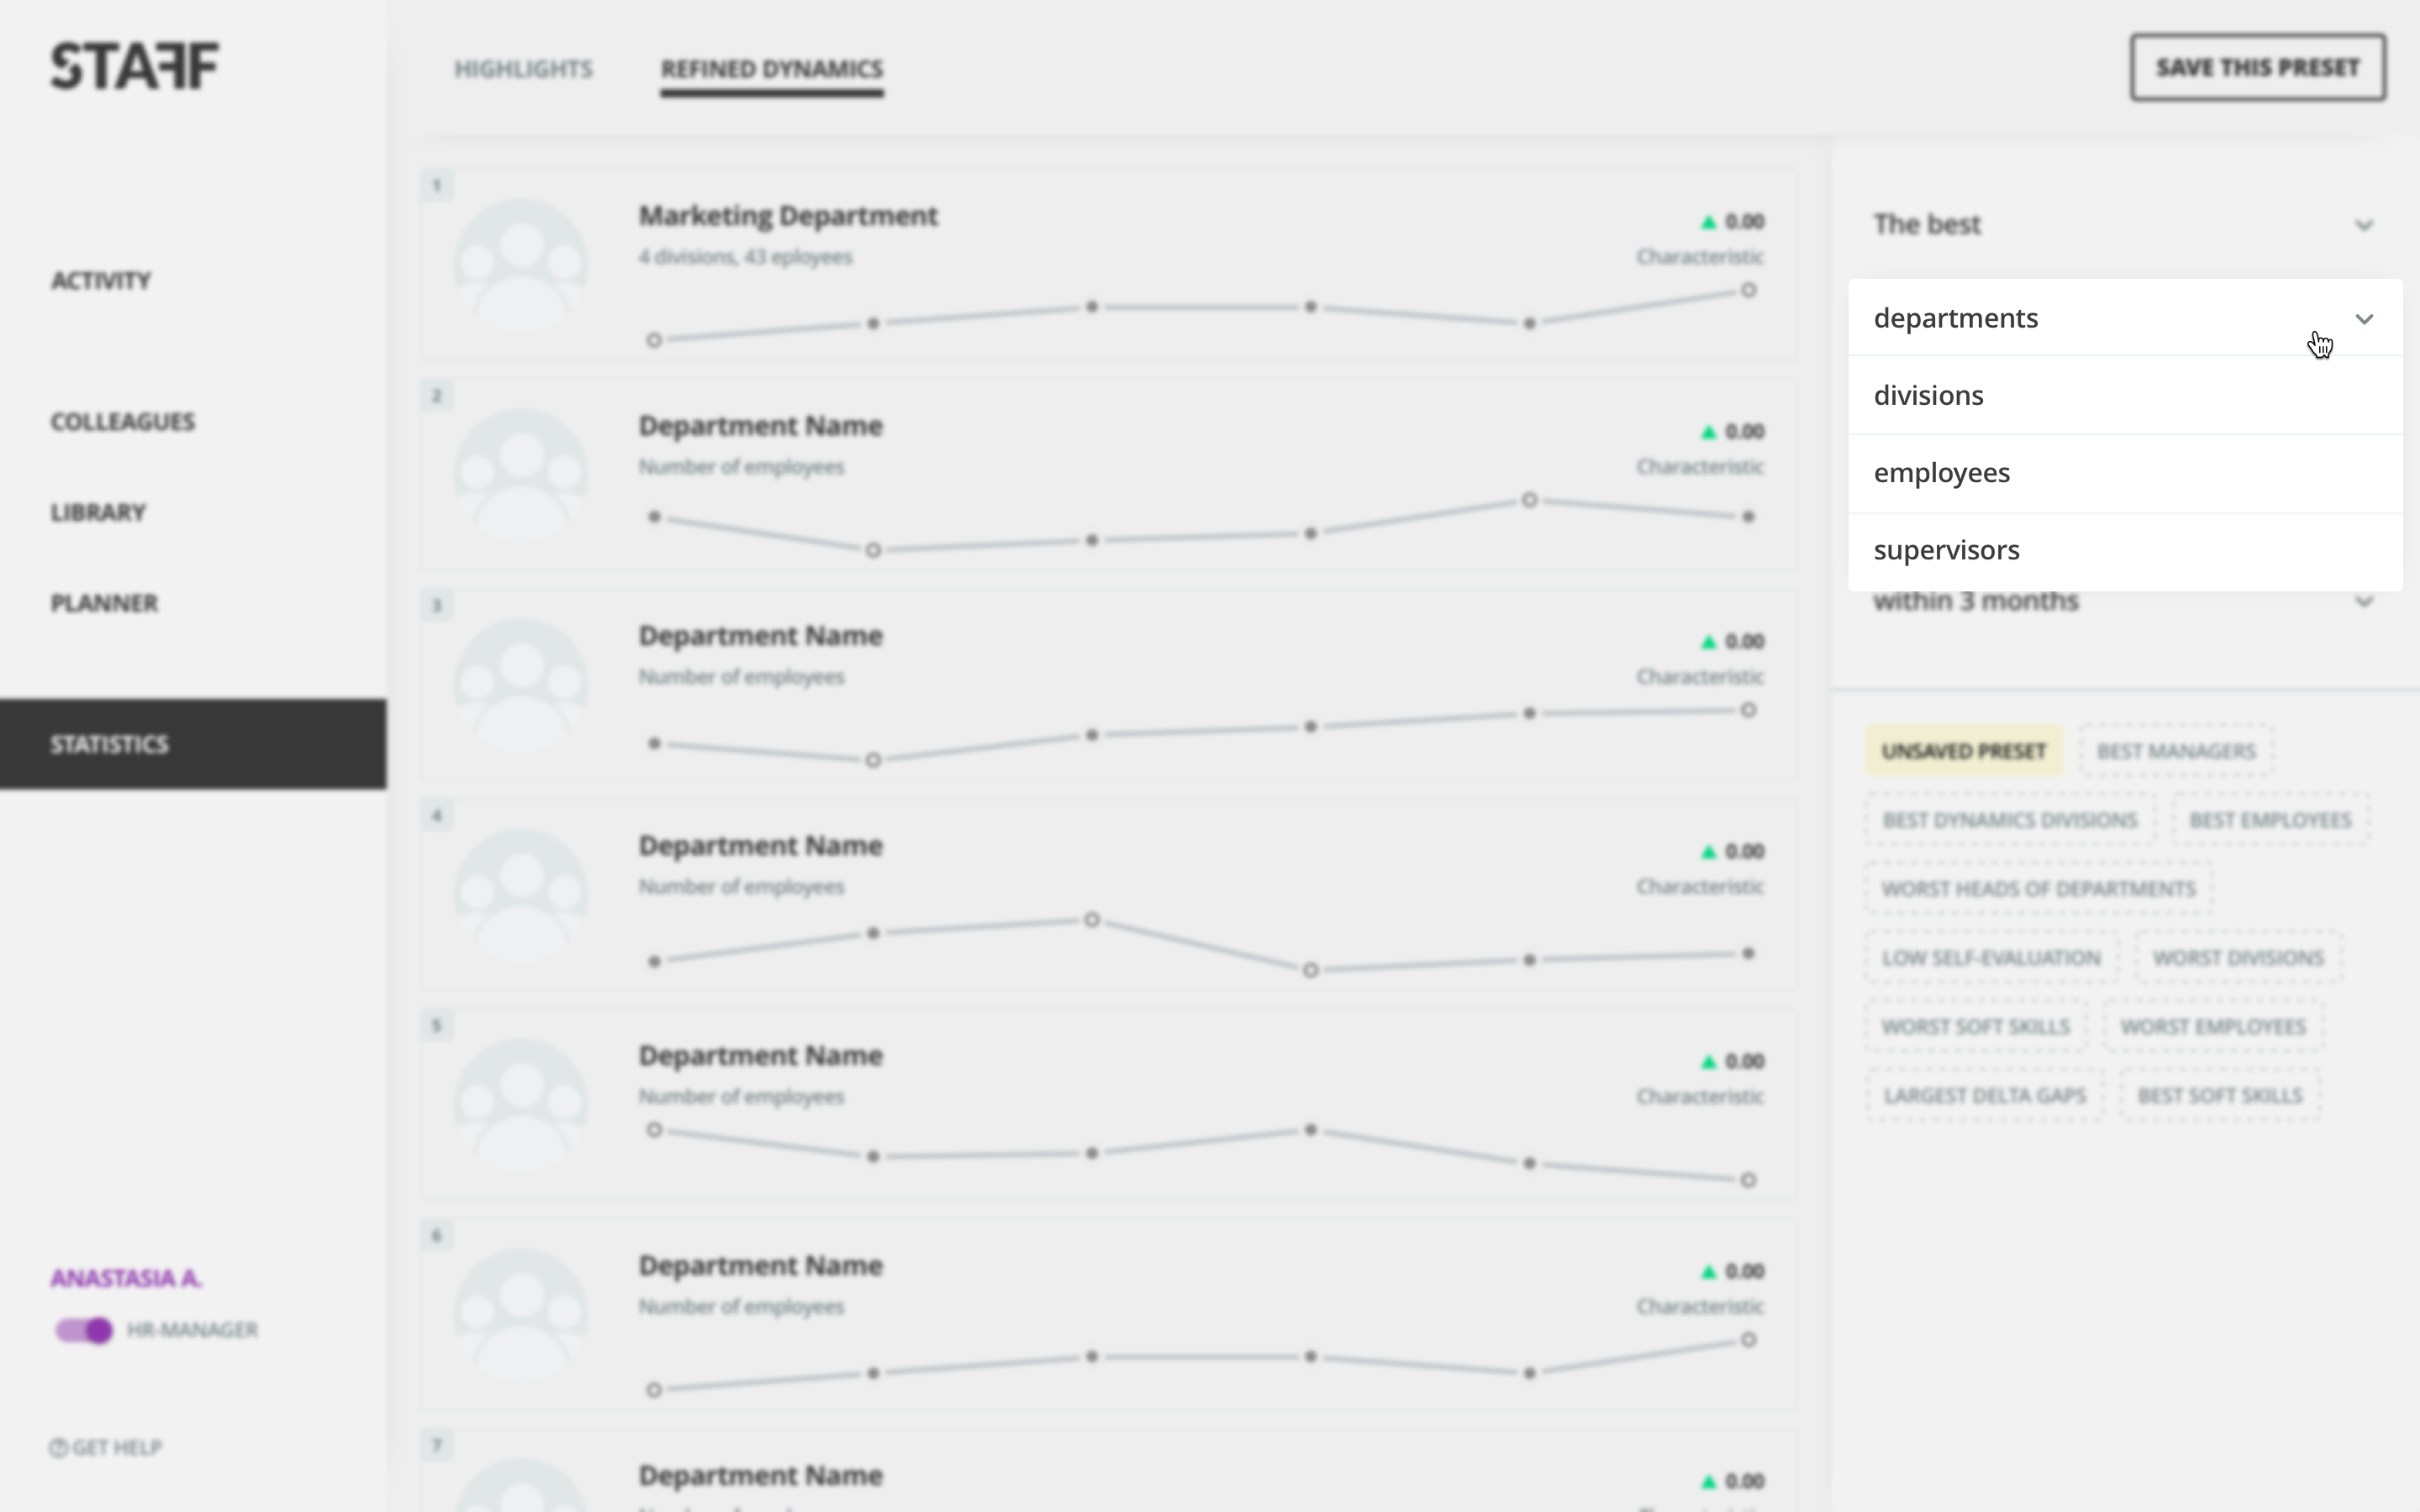 STAFF
HIGHLIGHTS
REFINED DYNAMICS
SAVE THIS PRESET
ACTIVITY
COLLEAGUES
LIBRARY
PLANNER
STATISTICS
ANASTASIA A.
HR-MANAGER
GET HELP
1
Marketing Department
4 divisions, 43 eployees
0.00
Characteristic
2
Department Name
Number of employees
0.00
Characteristic
3
Department Name
Number of employees
0.00
Characteristic
4
Department Name
Number of employees
0.00
Characteristic
5
Department Name
Number of employees
0.00
Characteristic
6
Department Name
Number of employees
0.00
Characteristic
7
Department Name
0.00
The best
departments
divisions
employees
supervisors
within 3 months
UNSAVED PRESET
BEST MANAGERS
BEST DYNAMICS DIVISIONS
BEST EMPLOYEES
WORST HEADS OF DEPARTMENTS
LOW SELF-EVALUATION
WORST DIVISIONS
WORST SOFT SKILLS
WORST EMPLOYEES
LARGEST DELTA GAPS
BEST SOFT SKILLS